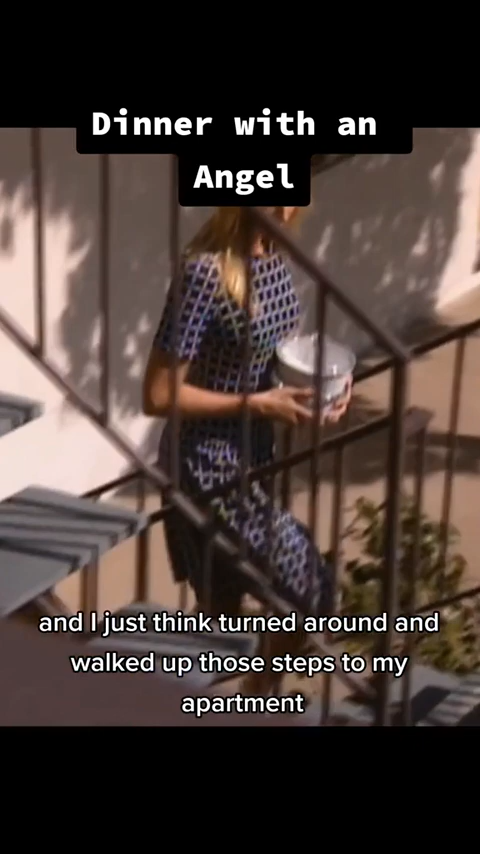 Dinner with an
Angel
and I just think turned around and
walked up those steps to my
apartment